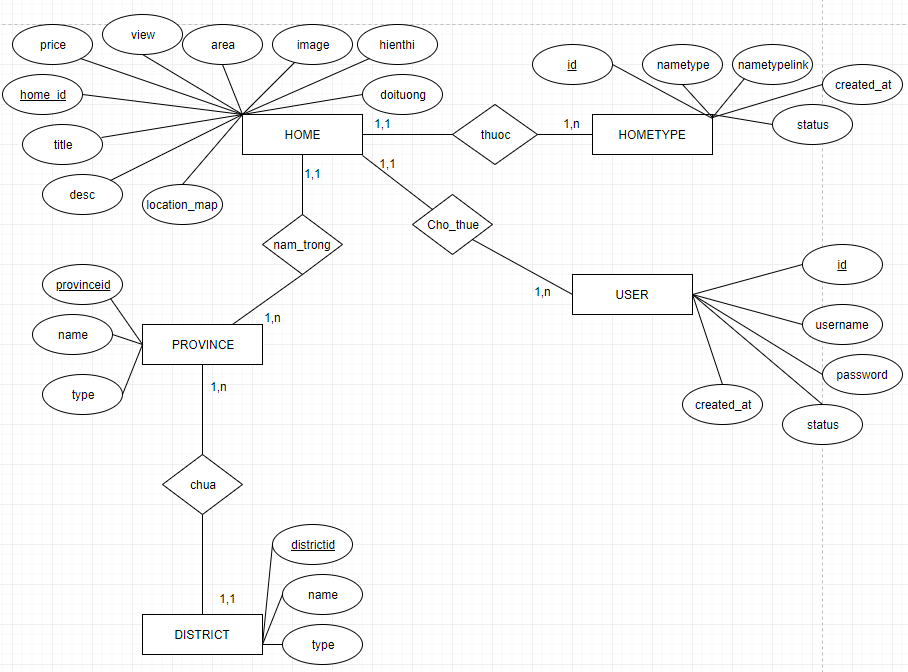 view
price
area
image
hienthi
id
nametype
nametypelink
created_at
home_id
doituong
status
title
HOME
1,1
thuoc
1,n
HOMETYPE
1,1
1,1
desc
location_map
Cho_thue
nam_trong
id
provinceid
1,n
USER
username
1,n
name
PROVINCE
password
1,n
type
created_at
status
chua
districtid
1,1
name
DISTRICT
type